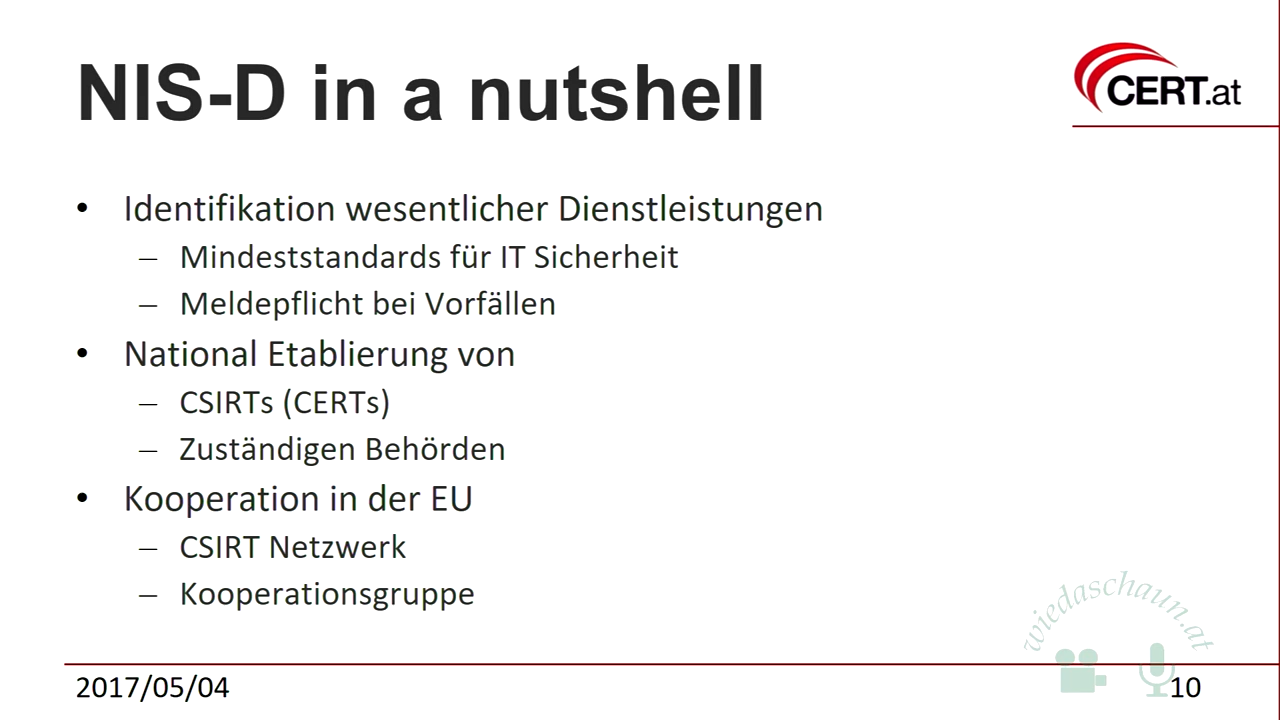 NIS-D in a nutshell
CERT.at
• Identifikation wesentlicher Dienstleistungen
– Mindeststandards für IT Sicherheit
– Meldepflicht bei Vorfällen
• National Etablierung von
– CSIRTs (CERTs)
– Zuständigen Behörden
• Kooperation in der EU
– CSIRT Netzwerk
– Kooperationsgruppe
wiedaschaun.at
2017/05/04
10